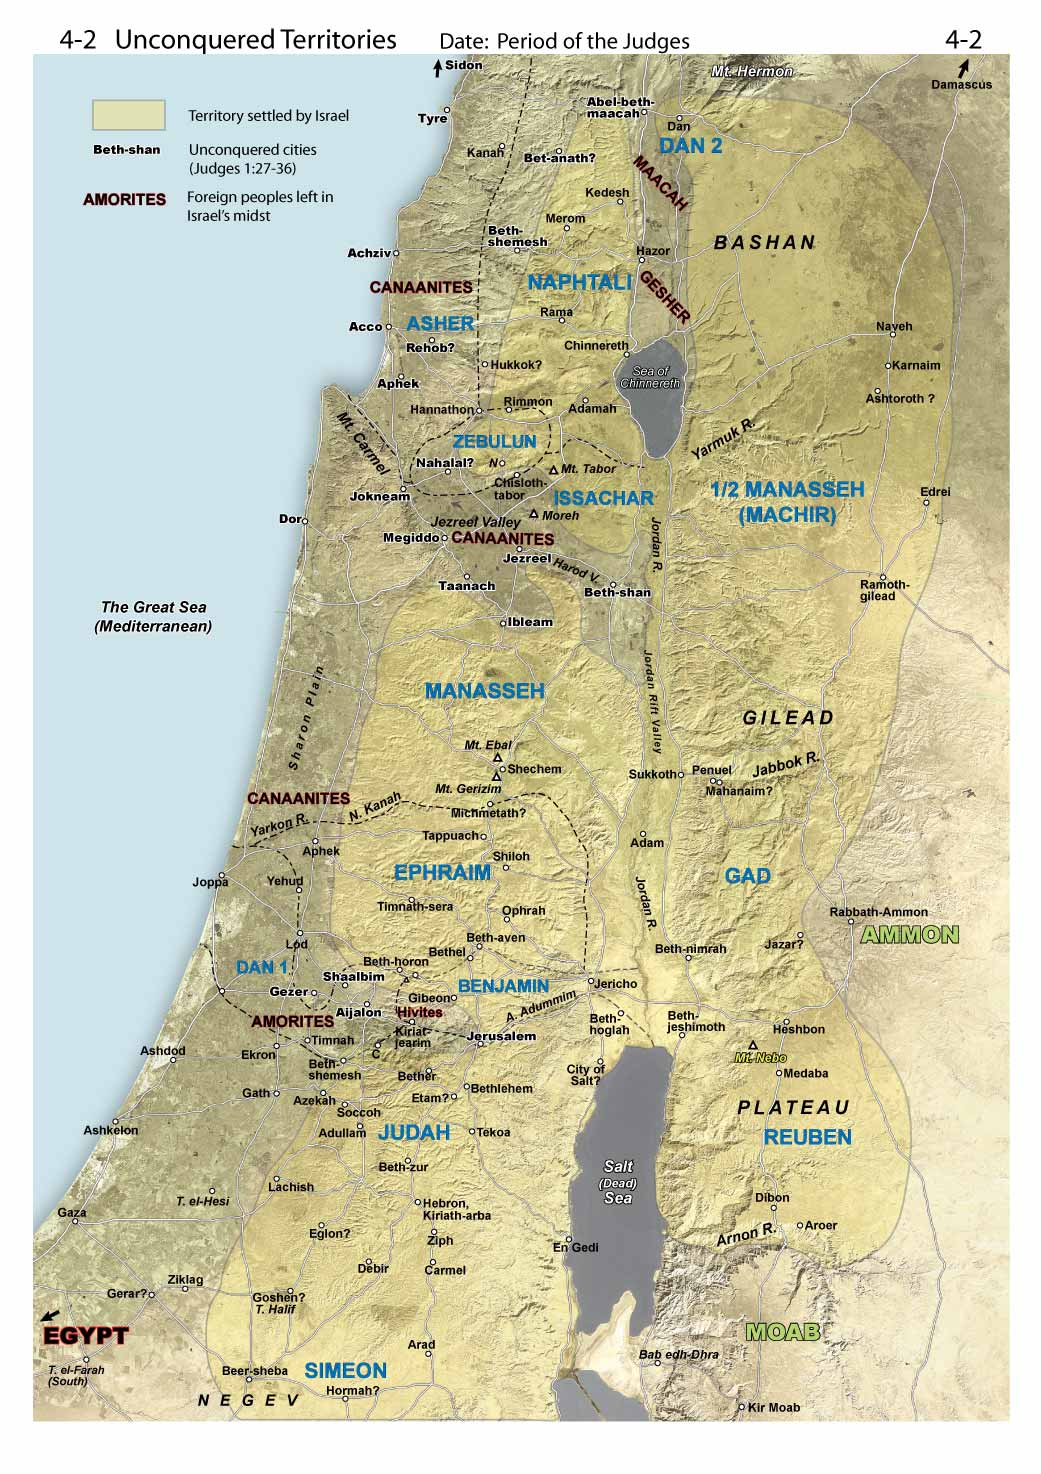 4-2 Unconquered Territories Date: Period of the Judges 4-2
Sidon
Mt. Hermon
Damascus
Territory settled by Israel
Beth-shan
Unconquered cities
(Judges 1:27-36)
AMORITES
Foreign peoples left in
Israel's midst
Abel-beth-
maacah
Tyre
Dan
DAN 2
Kanah
Bet-anath?
MAACAH
Kedesh
Merom
Beth-
shemesh
BASHAN
Achziv
Hazor
CANAANITES
NAPHTALI
GESHER
Rama
Acco
ASHER
Naveh
Rehob?
Chinnereth
Hukkok?
Karnaim
Sea of
Chinnereth
Aphek
Ashtoroth ?
Hannathon
Rimmon
Adamah
Mt. Carmel
ZEBULUN
Yarmuk R.
Nahalal?
N
Mt. Tabor
Chisloth-
tabor
Jokneam
ISSACHAR
1/2 MANASSEH
(MACHIR)
Edrei
Dor
Jezreel Valley
Moreh
Megiddo
CANAANITES
Jordan R.
Jezreel
Harod V.
Taanach
Beth-shan
Ramoth-
gilead
The Great Sea
(Mediterranean)
Ibleam
Jordan Rift Valley
MANASSEH
Sharon Plain
GILEAD
Mt. Ebal
Shechem
Sukkoth
Penuel
Jabbok R.
Mt. Gerizim
Mahanaim?
CANAANITES
N. Kanah
Michmetath?
Yarkon R.
Tappuach
Adam
Aphek
Shiloh
EPHRAIM
GAD
Joppa
Yehud
Timnath-sera
Jordan R.
Ophrah
Rabbath-Ammon
AMMON
Lod
Beth-aven
Jazer?
Bethel
Beth-nimrah
DAN 1
Beth-horon
Shaalbim
BENJAMIN
Jericho
Gezer
Gibeon
A. Adummim
Aijalon
Hivites
AMORITES
Kiriat-
jearim
Beth-
hoglah
Beth-
jeshimoth
Heshbon
Timnah
Jerusalem
Ashdod
Ekron
C
Mt. Nebo
Beth-
shemesh
Bether
City of
Salt?
Medaba
Gath
Azekah
Etam?
Bethlehem
Soccoh
PLATEAU
Ashkelon
Adullam
JUDAH
Tekoa
REUBEN
Beth-zur
Salt
(Dead)
Sea
Lachish
T. el-Hesi
Hebron,
Kiriath-arba
Dibon
Gaza
Eglon?
Ziph
Arnon R.
Aroer
En Gedi
Debir
Carmel
Ziklag
Gerar?
Goshen?
T. Halif
EGYPT
MOAB
Arad
Bab edh-Dhra
T. el-Farah
(South)
Beer-sheba
SIMEON
Hormah?
NEGEV
Kir Moab